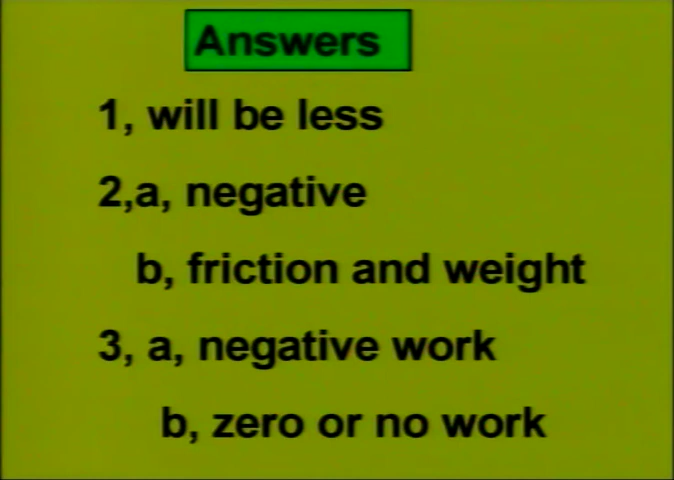 Answers
1, will be less
2,a, negative
b, friction and weight
3, a, negative work
b, zero or no work